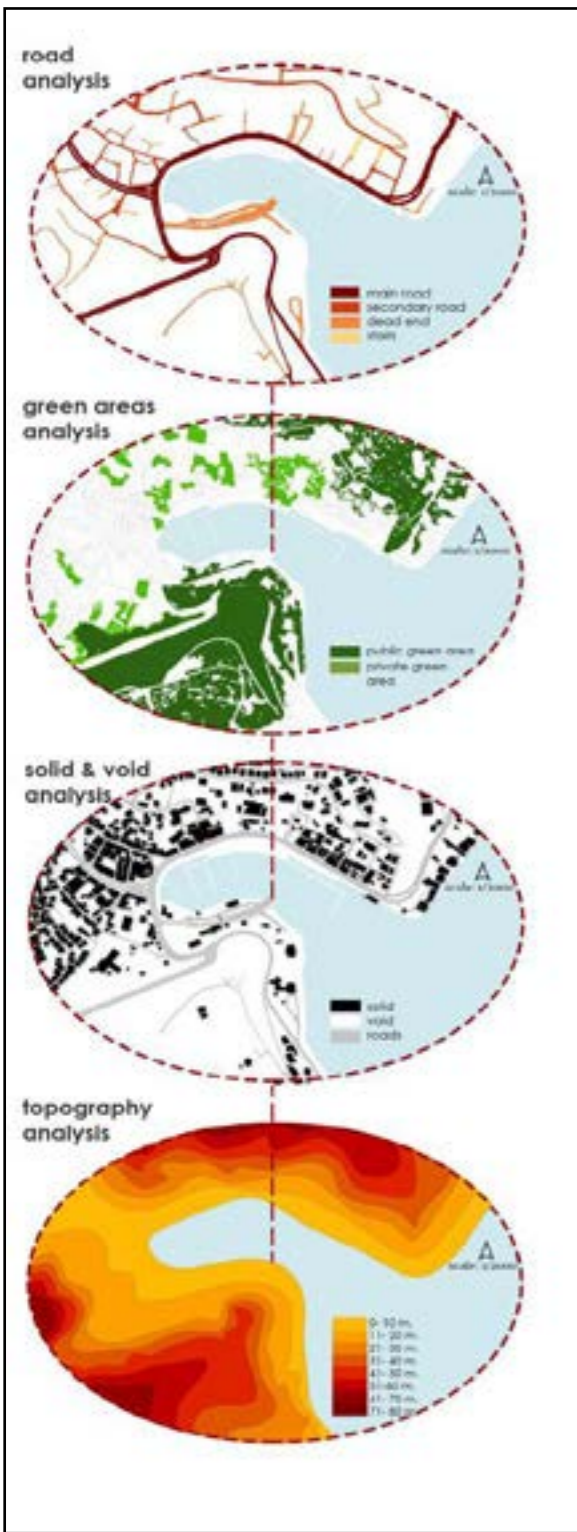 road
analysis
main road
secondary road
dead end
stairs
green areas
analysis
public green area
private green
area
solid & void
analysis
solid
void
roads
topography
analysis
0- 10 m.
11- 20 m.
21- 30 m.
31- 40 m.
41- 50 m.
51-60 m.
61- 70 m.
71- 80 m.